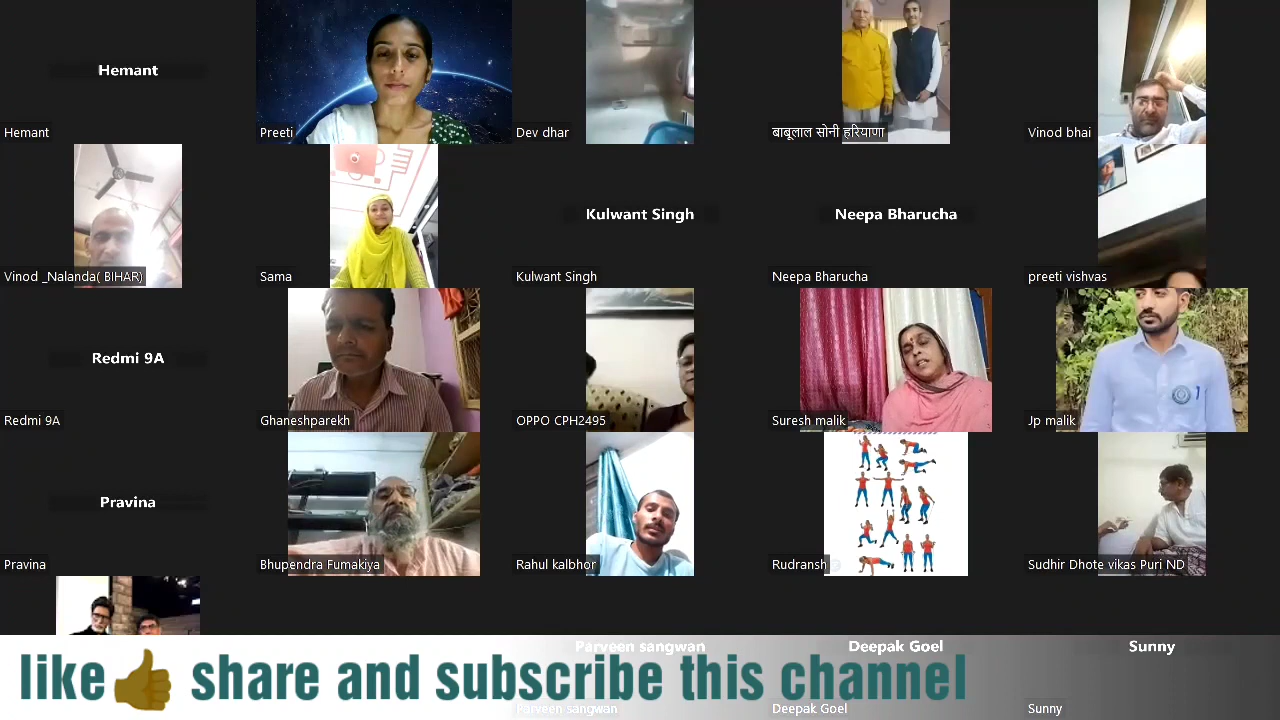 Hemant
Hemant
Preeti
Dev dhar
बाबूलाल सोनी हरियाणा
Vinod bhai
Vinod _Nalanda( BIHAR)
Sama
Kulwant Singh
Kulwant Singh
Neepa Bharucha
Neepa Bharucha
preeti vishvas
Redmi 9A
Redmi 9A
Ghaneshparekh
OPPO CPH2495
Suresh malik
Jp malik
Pravina
Pravina
Bhupendra Fumakiya
Rahul kalbhor
Rudransh
Sudhir Dhote vikas Puri ND
Parveen sangwan
Deepak Goel
Sunny
like share and subscribe this channel
Parveen sangwan
Deepak Goel
Sunny